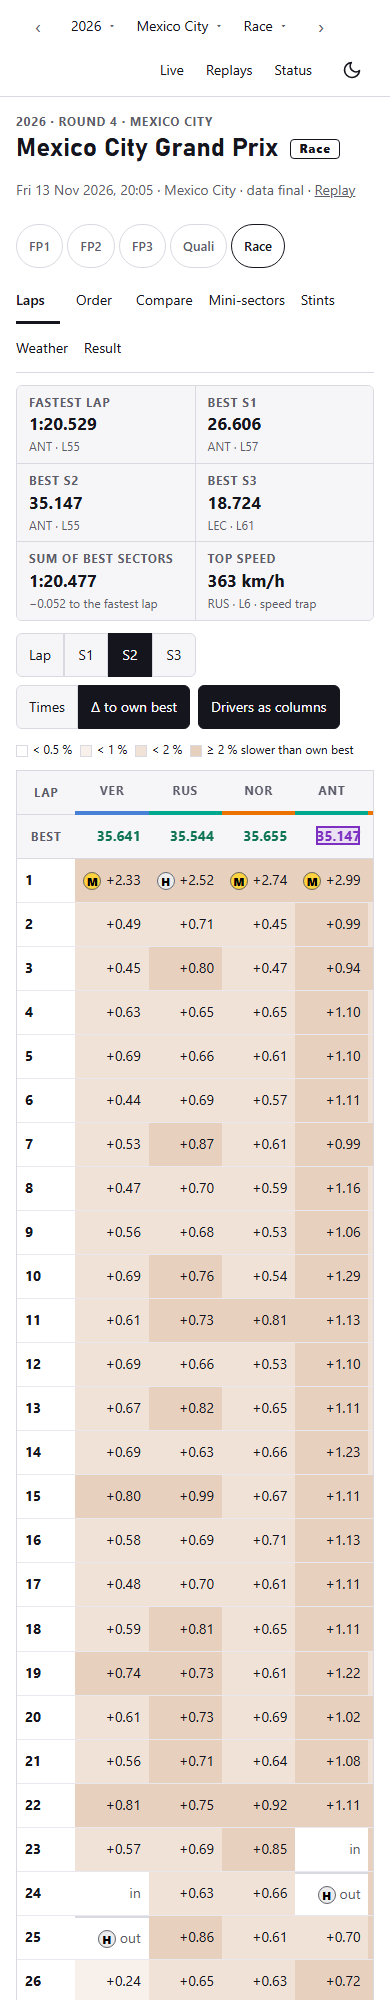 ‹ 2026 Mexico City Race ›
Live Replays Status
2026 · ROUND 4 · MEXICO CITY
Mexico City Grand Prix Race
Fri 13 Nov 2026, 20:05 · Mexico City · data final · Replay
FP1 FP2 FP3 Quali Race
Laps Order Compare Mini-sectors Stints
Weather Result
FASTEST LAP BEST S1
1:20.529 26.606
ANT · L55 ANT · L57
BEST S2 BEST S3
35.147 18.724
ANT · L55 LEC · L61
SUM OF BEST SECTORS TOP SPEED
1:20.477 363 km/h
−0.052 to the fastest lap RUS · L6 · speed trap
Lap S1 S2 S3
Times Δ to own best Drivers as columns
< 0.5 % < 1 % < 2 % ≥ 2 % slower than own best
LAP VER RUS NOR ANT
BEST 35.641 35.544 35.655 35.147
1 M +2.33 H +2.52 M +2.74 M +2.99
2 +0.49 +0.71 +0.45 +0.99
3 +0.45 +0.80 +0.47 +0.94
4 +0.63 +0.65 +0.65 +1.10
5 +0.69 +0.66 +0.61 +1.10
6 +0.44 +0.69 +0.57 +1.11
7 +0.53 +0.87 +0.61 +0.99
8 +0.47 +0.70 +0.59 +1.16
9 +0.56 +0.68 +0.53 +1.06
10 +0.69 +0.76 +0.54 +1.29
11 +0.61 +0.73 +0.81 +1.13
12 +0.69 +0.66 +0.53 +1.10
13 +0.67 +0.82 +0.65 +1.11
14 +0.69 +0.63 +0.66 +1.23
15 +0.80 +0.99 +0.67 +1.11
16 +0.58 +0.69 +0.71 +1.13
17 +0.48 +0.70 +0.61 +1.11
18 +0.59 +0.81 +0.65 +1.11
19 +0.74 +0.73 +0.61 +1.22
20 +0.61 +0.73 +0.69 +1.02
21 +0.56 +0.71 +0.64 +1.08
22 +0.81 +0.75 +0.92 +1.11
23 +0.57 +0.69 +0.85 in
24 in +0.63 +0.66 H out
25 H out +0.86 +0.61 +0.70
26 +0.24 +0.65 +0.63 +0.72